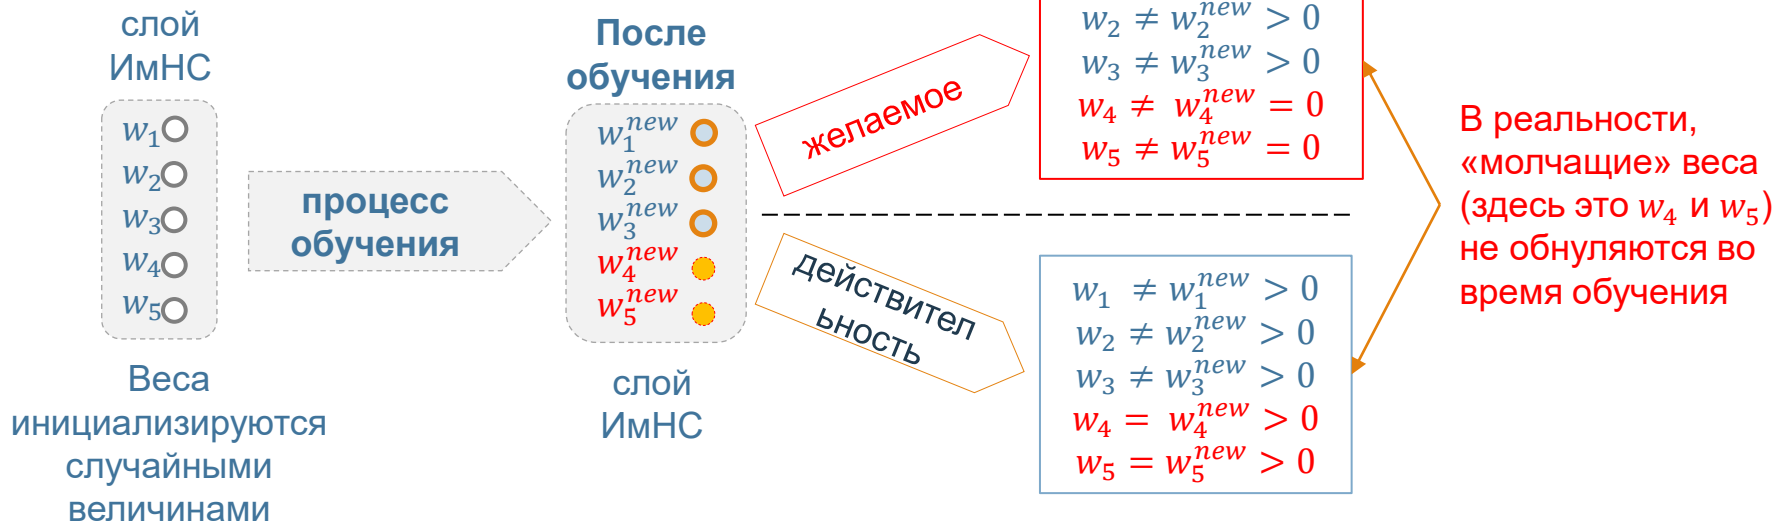 слой
ИмНС
w₁
w₂
w₃
w₄
w₅
Веса
инициализируются
случайными
величинами
процесс
обучения
После
обучения
w₁ⁿᵉʷ
w₂ⁿᵉʷ
w₃ⁿᵉʷ
w₄ⁿᵉʷ
w₅ⁿᵉʷ
слой
ИмНС
желаемое
w₂ ≠ w₂ⁿᵉʷ > 0
w₃ ≠ w₃ⁿᵉʷ > 0
w₄ ≠ w₄ⁿᵉʷ = 0
w₅ ≠ w₅ⁿᵉʷ = 0
действител
ьность
w₁ ≠ w₁ⁿᵉʷ > 0
w₂ ≠ w₂ⁿᵉʷ > 0
w₃ ≠ w₃ⁿᵉʷ > 0
w₄ = w₄ⁿᵉʷ > 0
w₅ = w₅ⁿᵉʷ > 0
В реальности,
«молчащие» веса
(здесь это w₄ и w₅)
не обнуляются во
время обучения